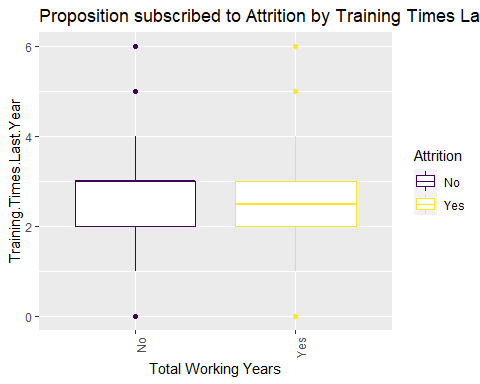 Proposition subscribed to Attrition by Training Times La
Training.Times.Last.Year
6
4
2
0
No
Yes
Total Working Years
Attrition
No
Yes